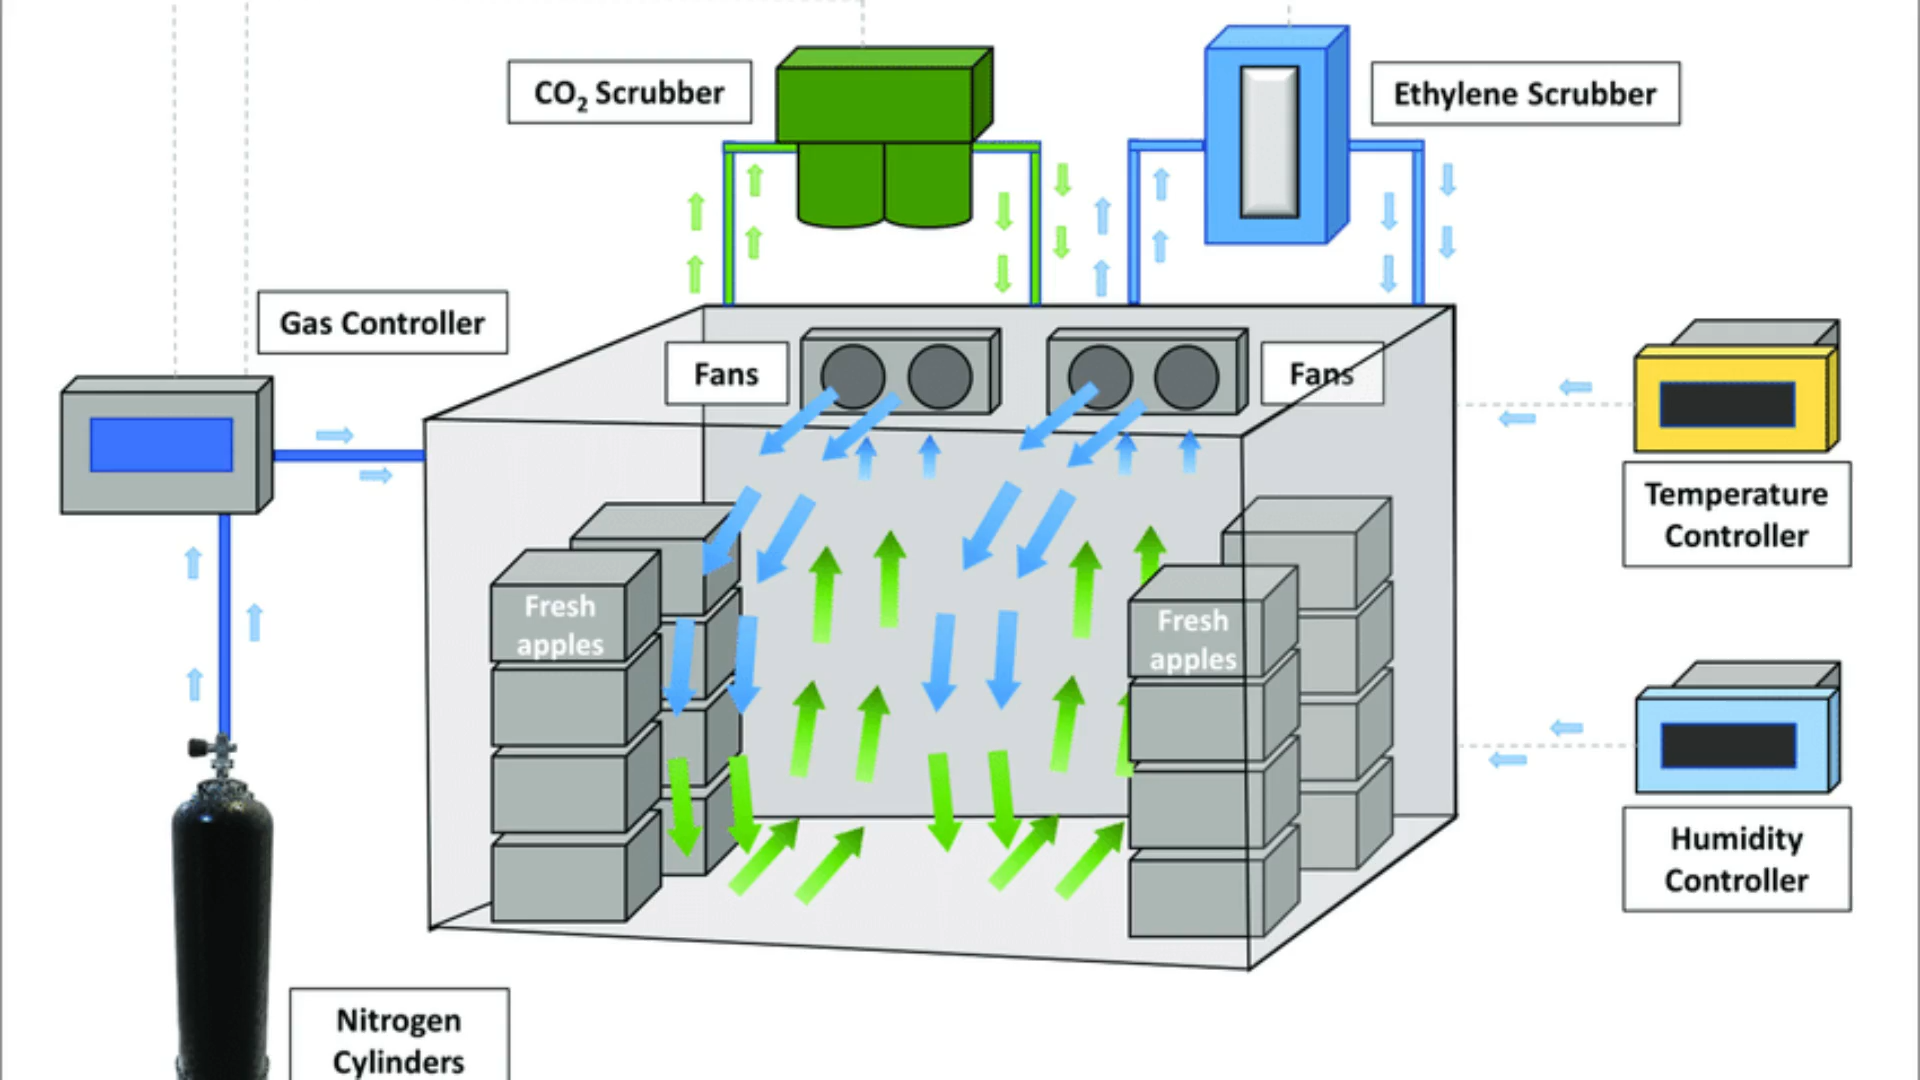 CO₂ Scrubber
Ethylene Scrubber
Gas Controller
Fans
Fans
Temperature
Controller
Fresh
apples
Fresh
apples
Humidity
Controller
Nitrogen
Cylinders